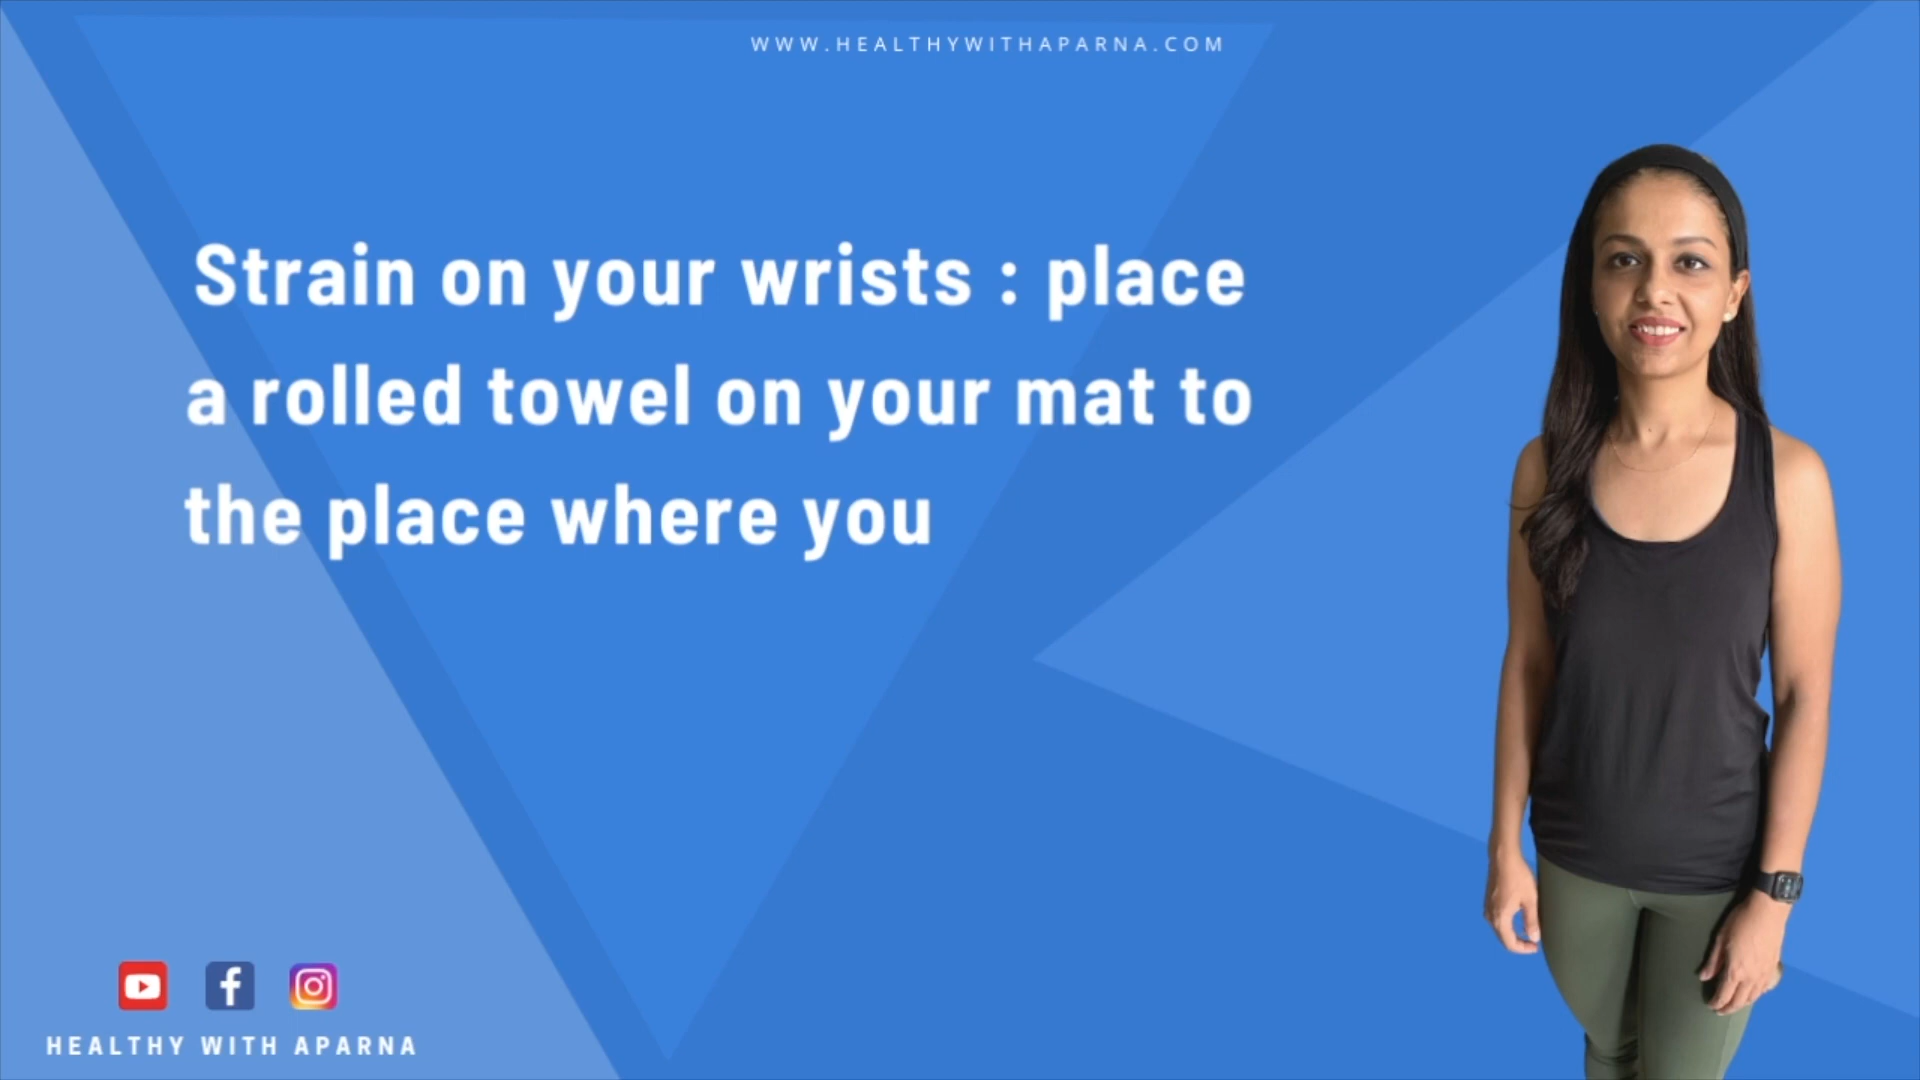 WWW.HEALTHYWITHAPARNA.COM
Strain on your wrists : place
a rolled towel on your mat to
the place where you
HEALTHY WITH APARNA